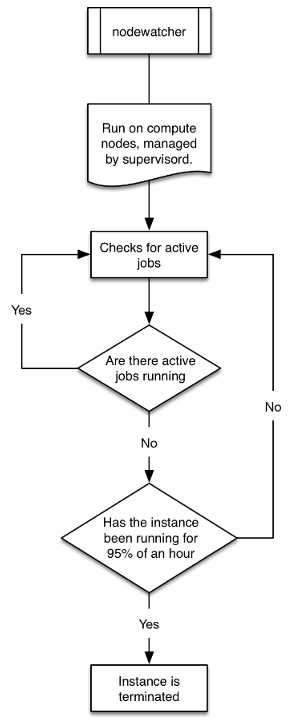 nodewatcher
Run on compute
nodes, managed
by supervisord.
Checks for active
jobs
Yes
Are there active
jobs running
No
No
Has the instance
been running for
95% of an hour
Yes
Instance is
terminated